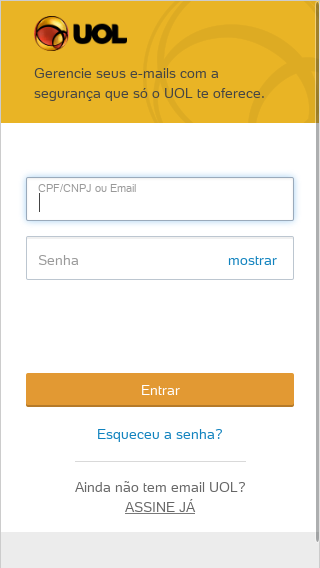 UOL
Gerencie seus e-mails com a
segurança que só o UOL te oferece.
CPF/CNPJ ou Email
Senha
mostrar
Entrar
Esqueceu a senha?
Ainda não tem email UOL?
ASSINE JÁ